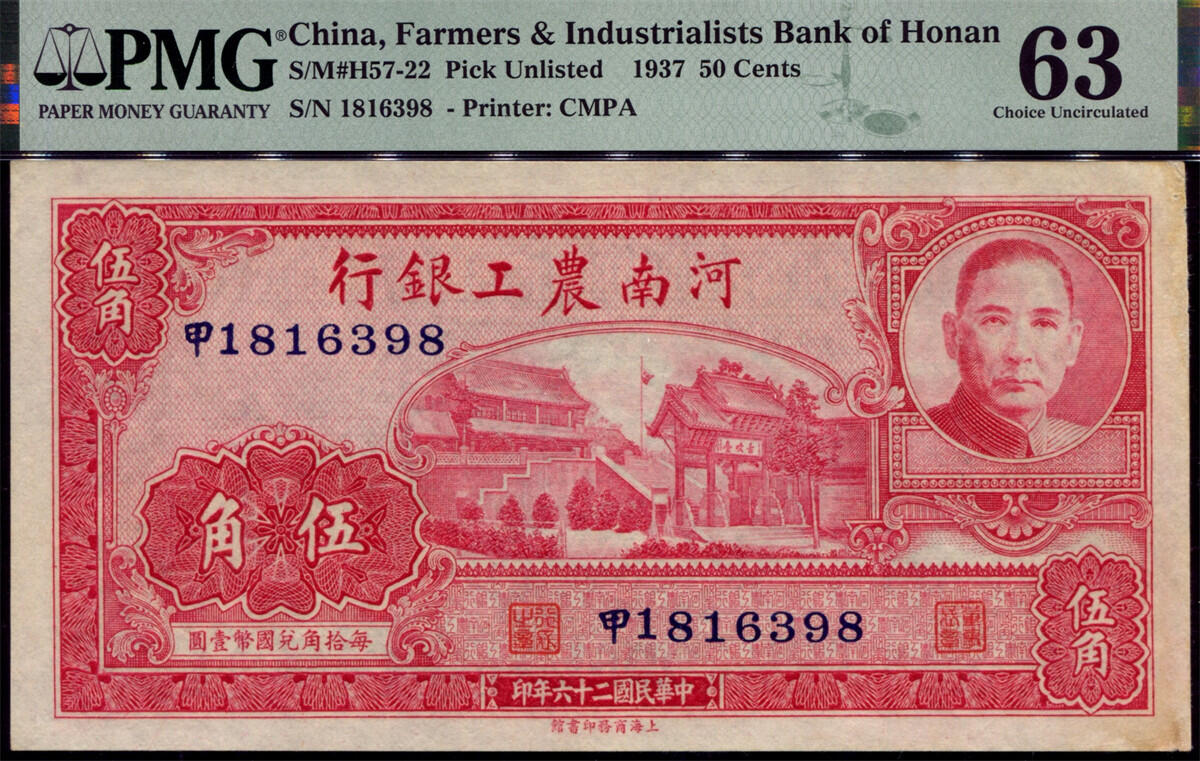 PMG®
PAPER MONEY GUARANTY
China, Farmers & Industrialists Bank of Honan
S/M#H57-22 Pick Unlisted 1937 50 Cents
S/N 1816398 - Printer: CMPA
63
Choice Uncirculated
伍角
河南農工銀行
甲1816398
古吹臺
伍角
每拾角兌國幣壹圓
甲1816398
伍角
中華民國二十六年印
上海商務印書館